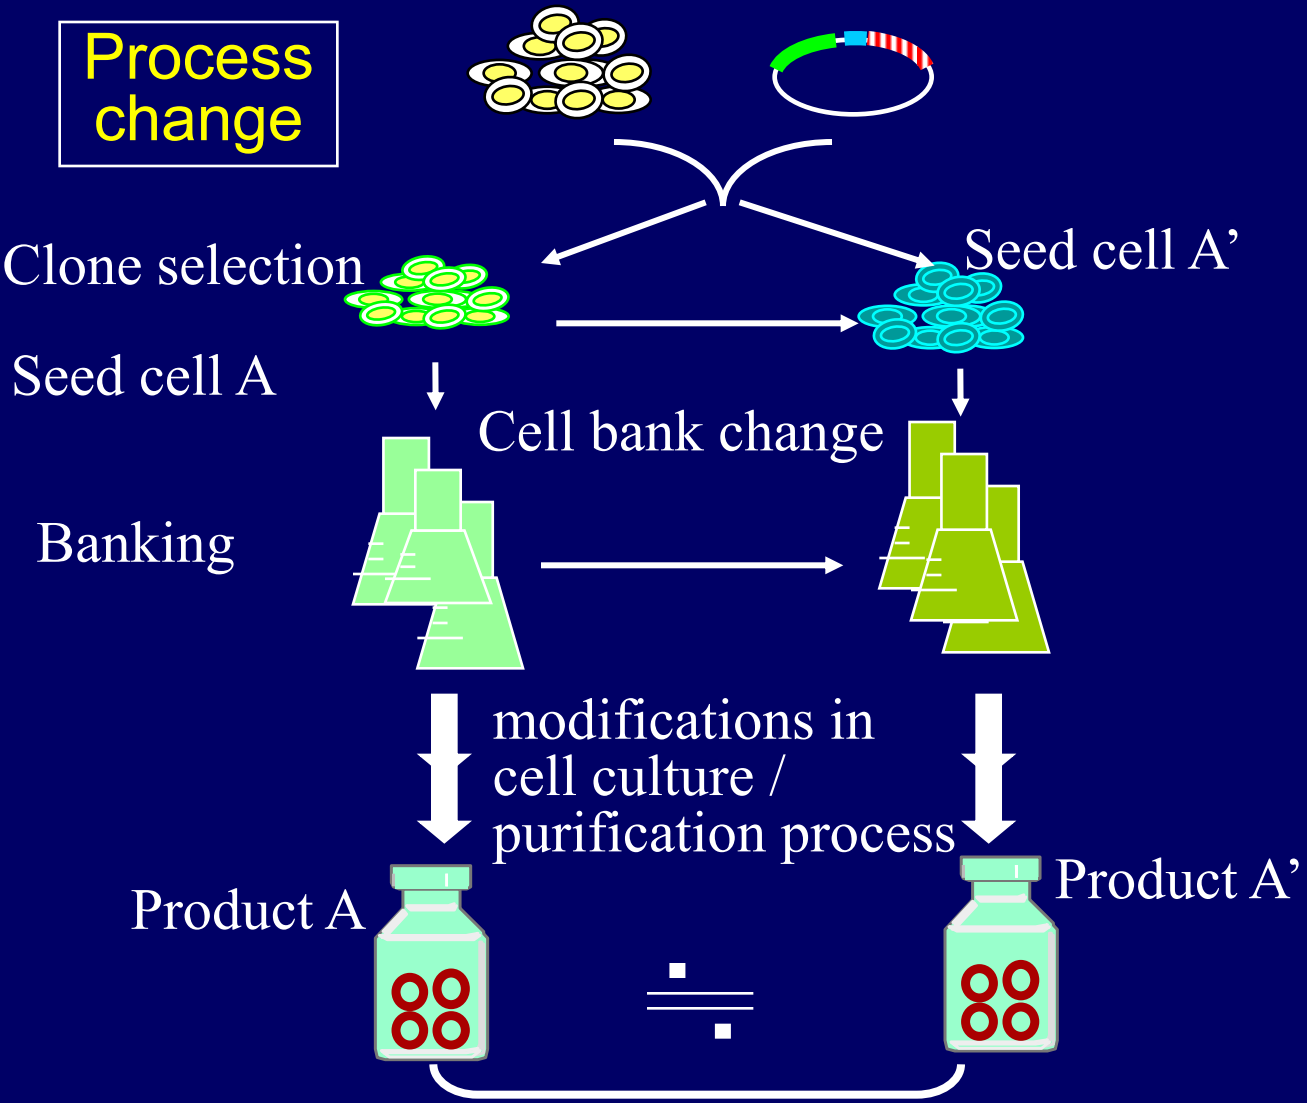 Process
change
Clone selection
Seed cell A’
Seed cell A
Cell bank change
Banking
modifications in
cell culture /
purification process
Product A
Product A’
≒